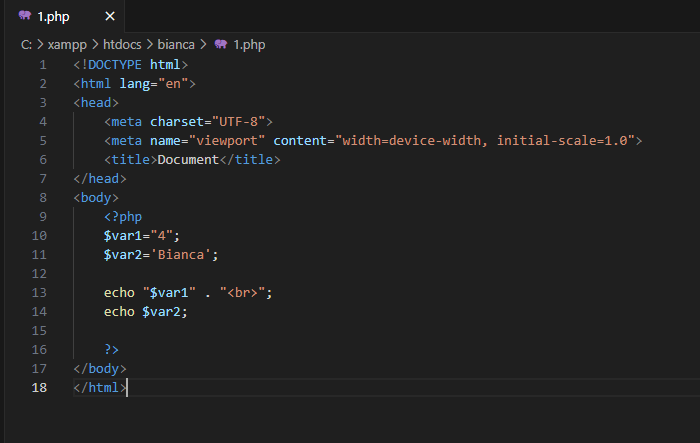 1.php ×
C: > xampp > htdocs > bianca > 1.php
1 <!DOCTYPE html>
2 <html lang="en">
3 <head>
4     <meta charset="UTF-8">
5     <meta name="viewport" content="width=device-width, initial-scale=1.0">
6     <title>Document</title>
7 </head>
8 <body>
9     <?php
10     $var1="4";
11     $var2='Bianca';
12
13     echo "$var1" . "<br>";
14     echo $var2;
15
16     ?>
17 </body>
18 </html>